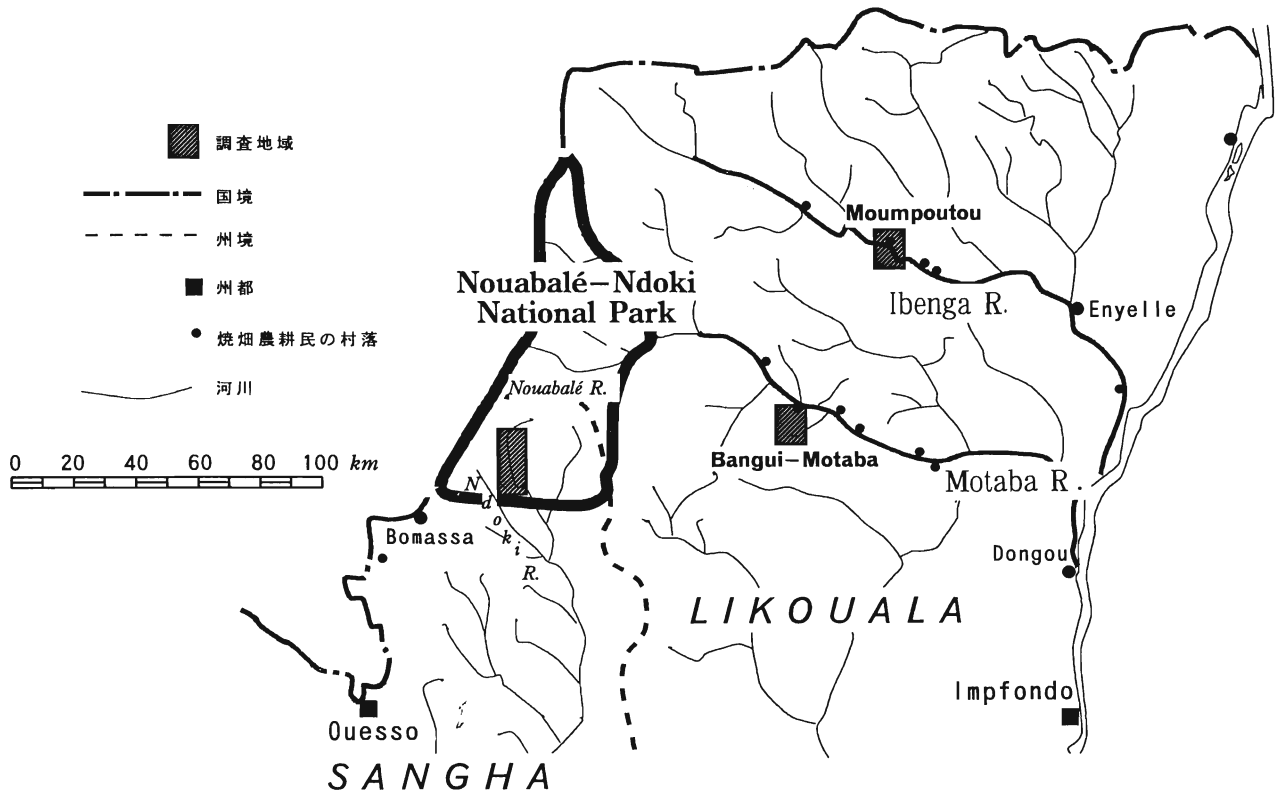 調査地域
国境
州境
州都
焼畑農耕民の村落
河川
0 20 40 60 80 100 km
Moumpoutou
Nouabalé–Ndoki
National Park
Ibenga R.
Enyelle
Nouabalé R.
Bangui–Motaba
Motaba R.
Ndoki R.
Bomassa
Dongou
LIKOUALA
Impfondo
Ouesso
SANGHA